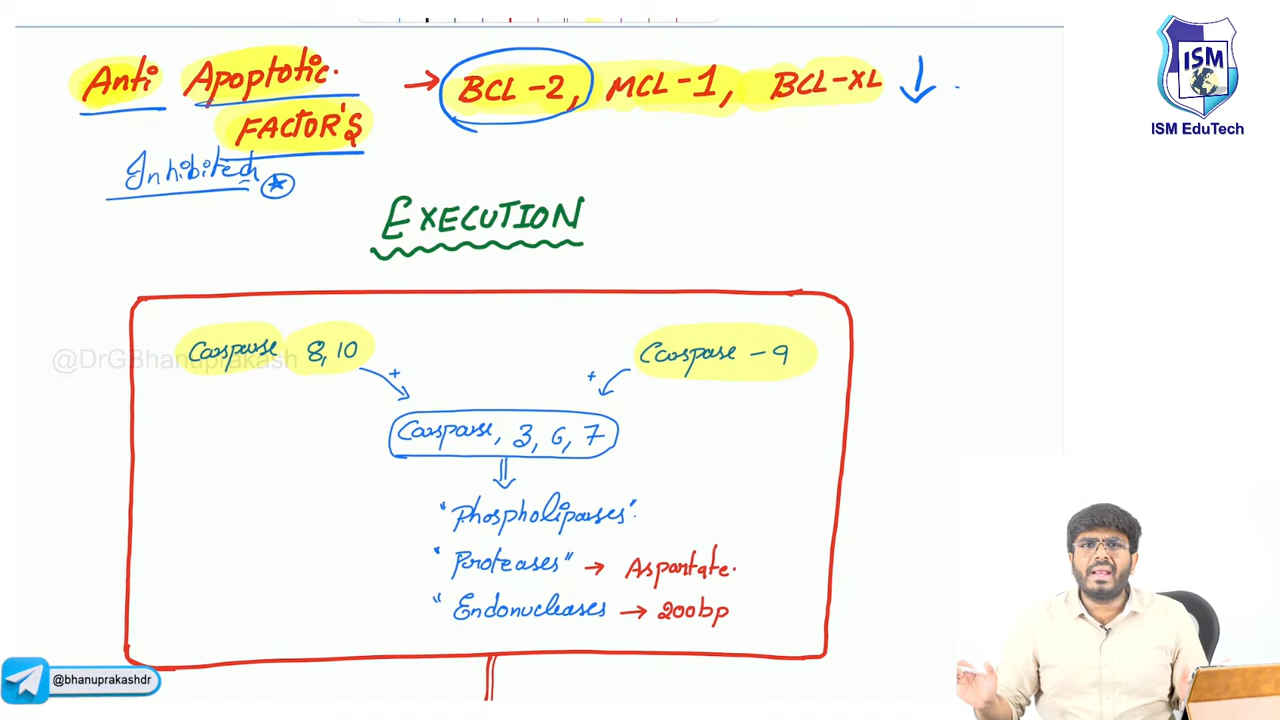 Anti Apoptotic. → BCL-2, MCL-1, BCL-XL ↓
FACTOR'S
Inhibited
EXECUTION
Caspase 8,10
Caspase - 9
@DrGBhanuprakash
+ +
Caspase, 3, 6, 7
"Phospholipases".
"Proteases" → Aspartate.
"Endonucleases → 200bp
@bhanuprakashdr
ISM
ISM EduTech